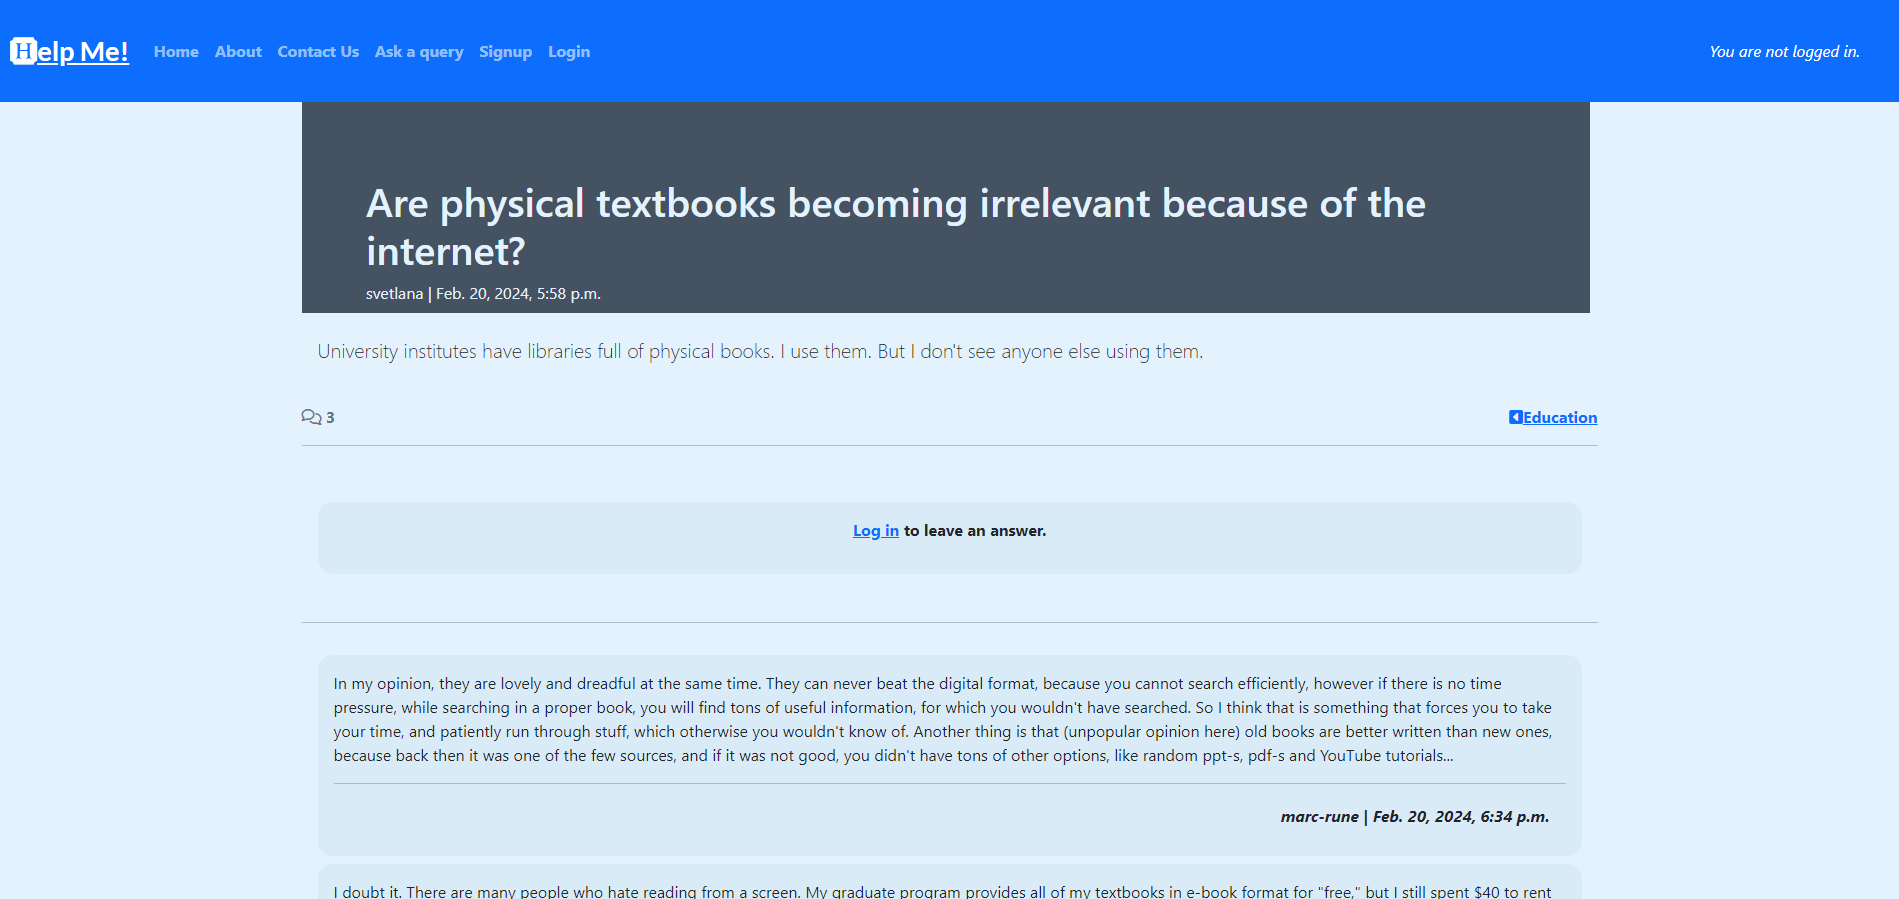 Help Me! Home About Contact Us Ask a query Signup Login You are not logged in.
Are physical textbooks becoming irrelevant because of the
internet?
svetlana | Feb. 20, 2024, 5:58 p.m.
University institutes have libraries full of physical books. I use them. But I don't see anyone else using them.
3 Education
Log in to leave an answer.
In my opinion, they are lovely and dreadful at the same time. They can never beat the digital format, because you cannot search efficiently, however if there is no time
pressure, while searching in a proper book, you will find tons of useful information, for which you wouldn't have searched. So I think that is something that forces you to take
your time, and patiently run through stuff, which otherwise you wouldn't know of. Another thing is that (unpopular opinion here) old books are better written than new ones,
because back then it was one of the few sources, and if it was not good, you didn't have tons of other options, like random ppt-s, pdf-s and YouTube tutorials...
marc-rune | Feb. 20, 2024, 6:34 p.m.
I doubt it. There are many people who hate reading from a screen. My graduate program provides all of my textbooks in e-book format for "free," but I still spent $40 to rent